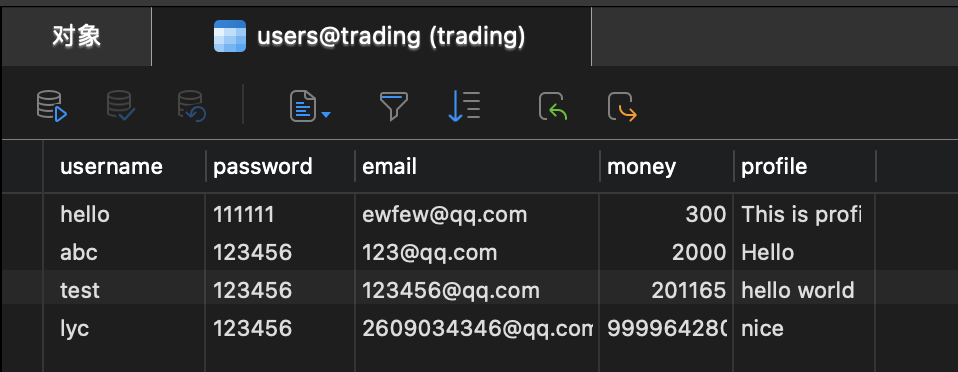 对象 users@trading (trading)
username password email money profile
hello 111111 ewfew@qq.com 300 This is profi
abc 123456 123@qq.com 2000 Hello
test 123456 123456@qq.com 201165 hello world
lyc 123456 2609034346@qq.com 999964280 nice